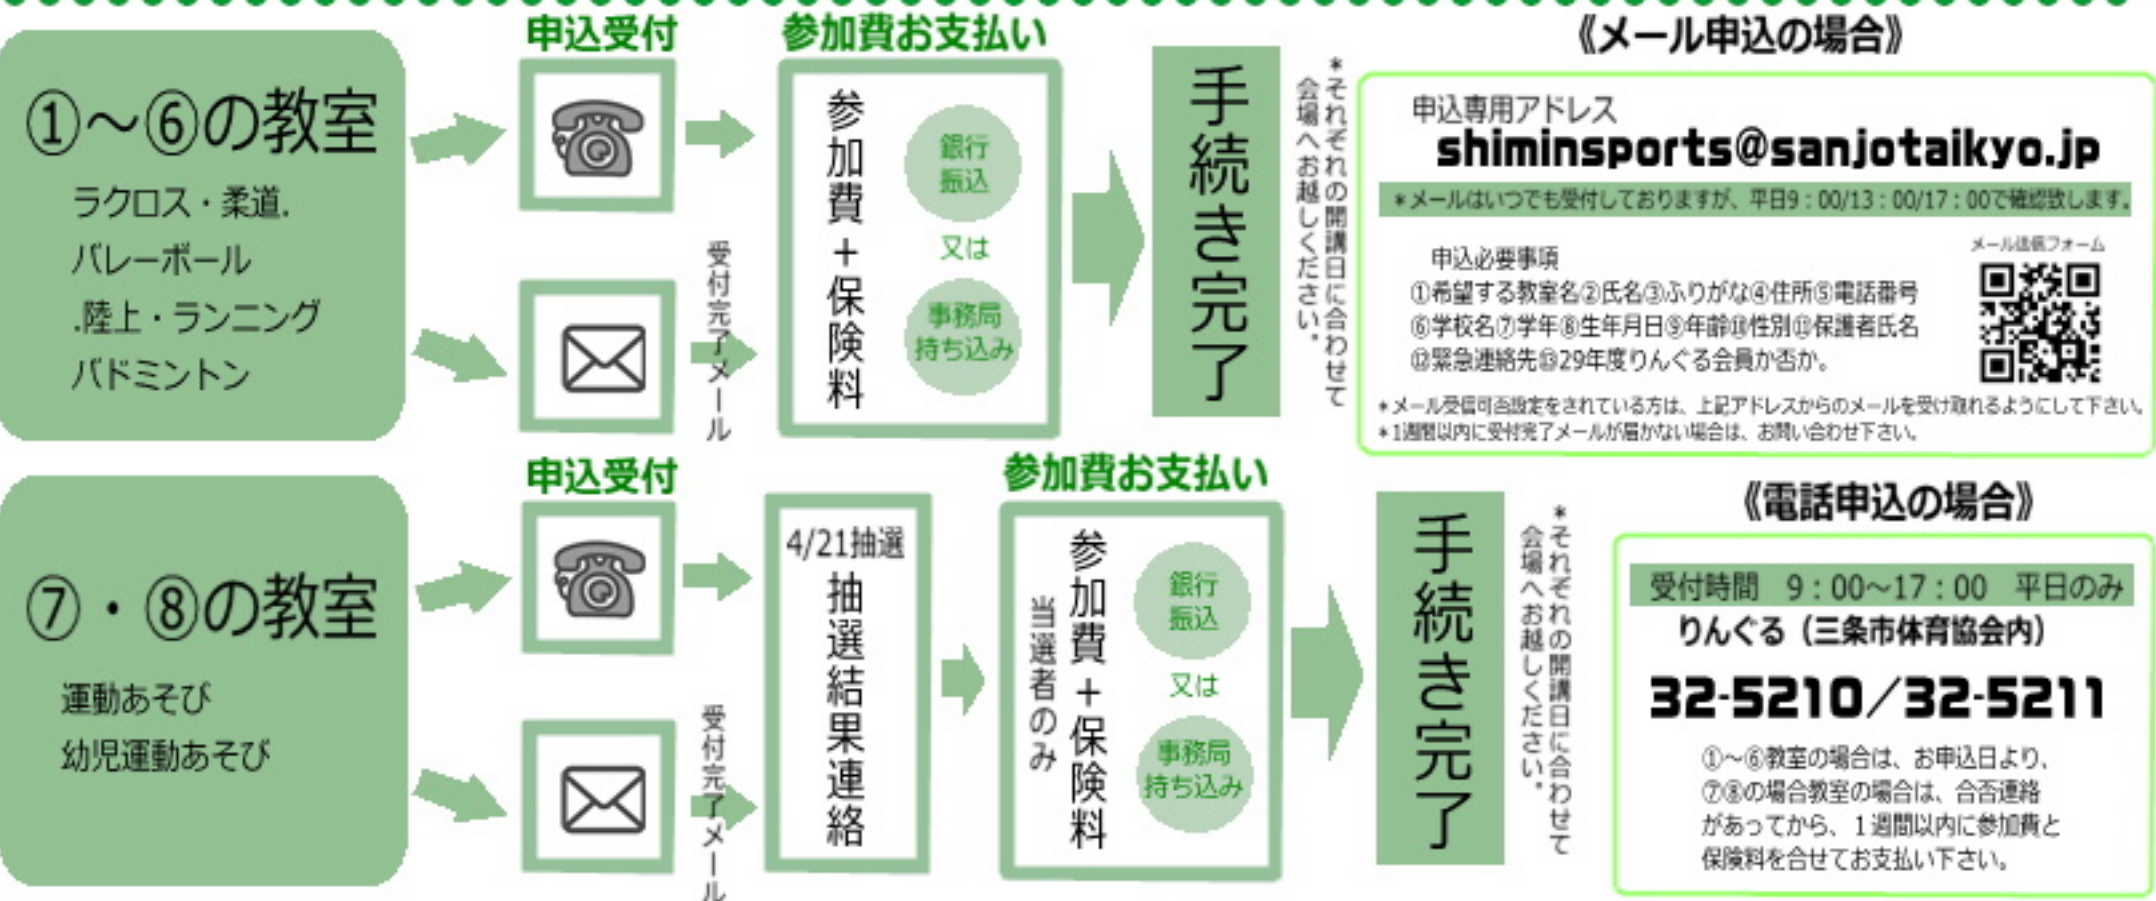 ①～⑥の教室
ラクロス・柔道.
バレーボール
.陸上・ランニング
バドミントン
申込受付
受付完了メール
参加費お支払い
参加費+保険料
銀行
振込
又は
事務局
持ち込み
手続き完了
*それぞれの開講日に合わせて
会場へお越しください。
《メール申込の場合》
申込専用アドレス
shiminsports@sanjotaikyo.jp
*メールはいつでも受付しておりますが、平日9：00/13：00/17：00で確認致します。
メール送信フォーム
申込必要事項
①希望する教室名②氏名③ふりがな④住所⑤電話番号
⑥学校名⑦学年⑧生年月日⑨年齢⑩性別⑪保護者氏名
⑫緊急連絡先⑬29年度りんぐる会員か否か。
*メール受信可否設定をされている方は、上記アドレスからのメールを受け取れるようにして下さい。
*1週間以内に受付完了メールが届かない場合は、お問い合わせ下さい。
⑦・⑧の教室
運動あそび
幼児運動あそび
申込受付
受付完了メール
4/21抽選
抽選結果連絡
参加費お支払い
参加費+保険料
当選者のみ
銀行
振込
又は
事務局
持ち込み
手続き完了
*それぞれの開講日に合わせて
会場へお越しください。
《電話申込の場合》
受付時間　9：00～17：00　平日のみ
りんぐる（三条市体育協会内）
32-5210／32-5211
①～⑥教室の場合は、お申込日より、
⑦⑧の場合教室の場合は、合否連絡
があってから、1週間以内に参加費と
保険料を合せてお支払い下さい。